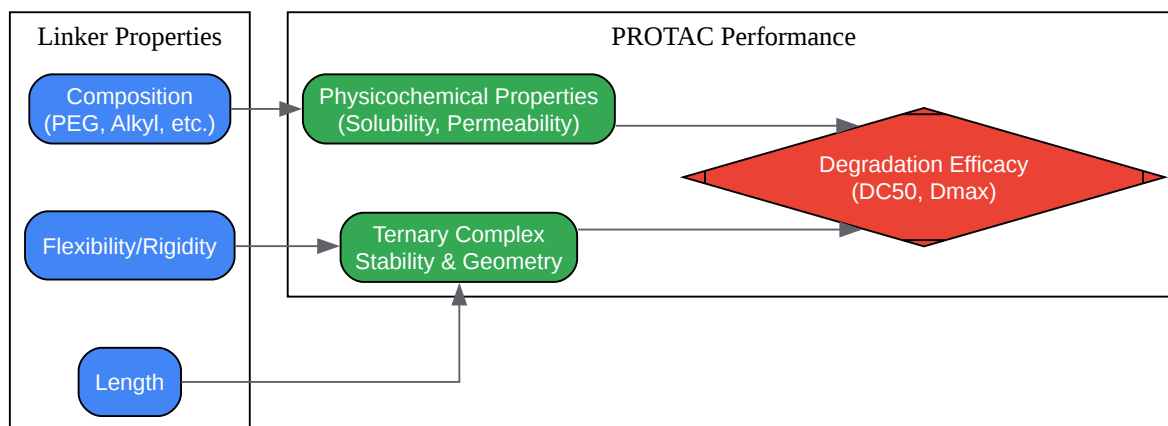 Linker Properties
PROTAC Performance
Composition
(PEG, Alkyl, etc.)
Physicochemical Properties
(Solubility, Permeability)
Degradation Efficacy
(DC50, Dmax)
Flexibility/Rigidity
Ternary Complex
Stability & Geometry
Length